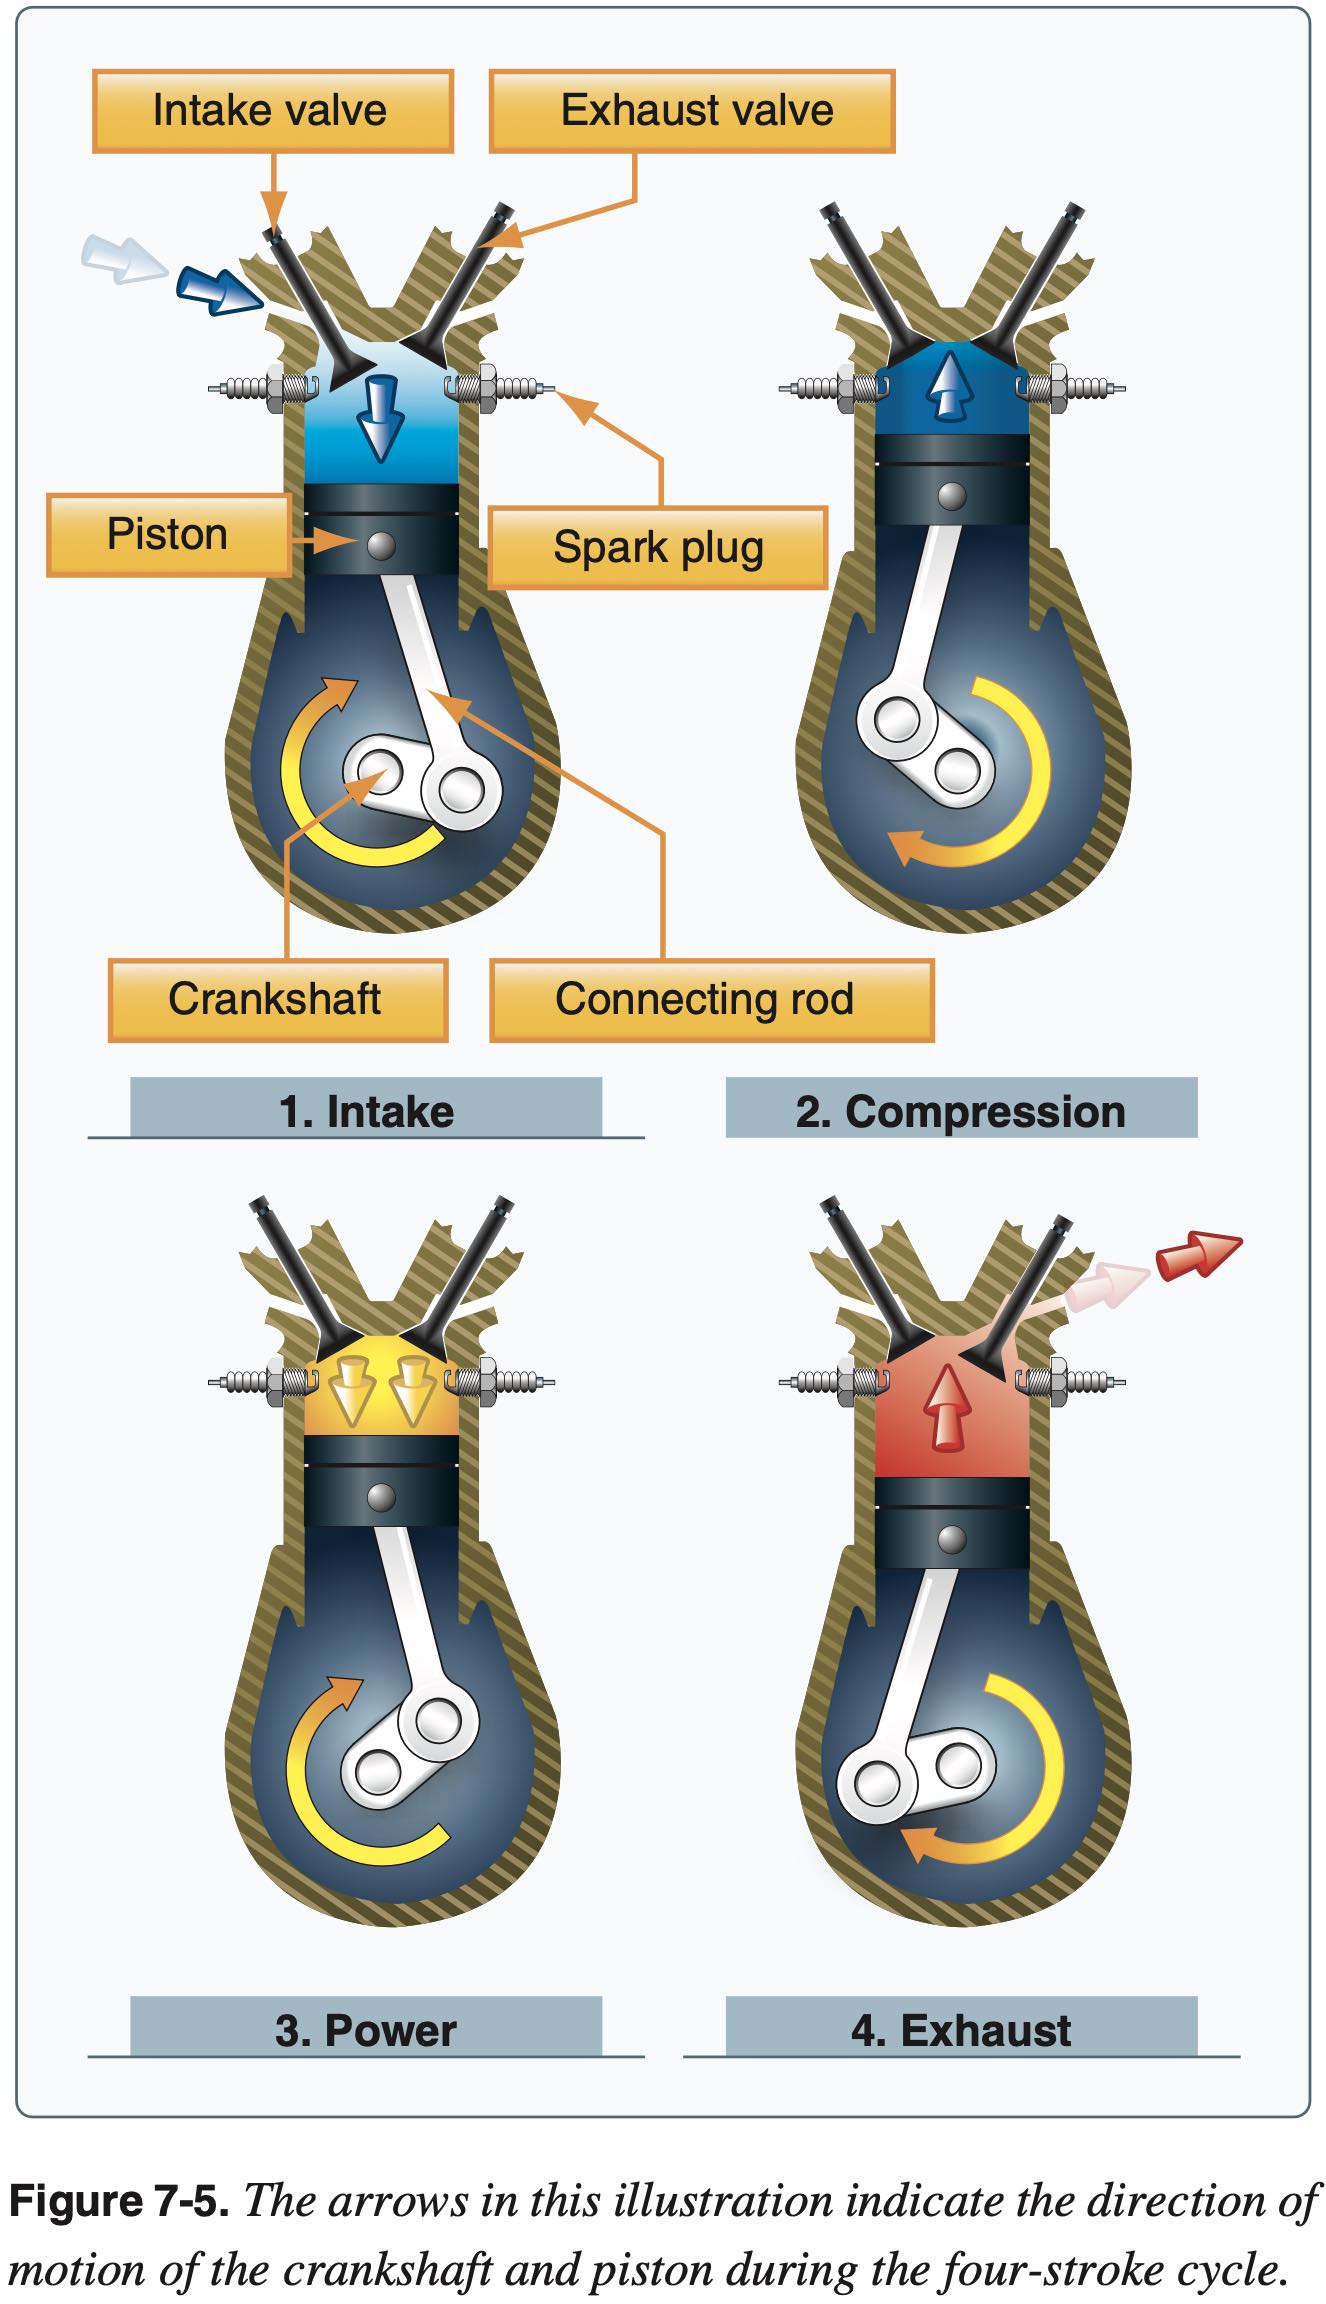 Intake valve
Exhaust valve
Piston
Spark plug
Crankshaft
Connecting rod
1. Intake
2. Compression
3. Power
4. Exhaust
Figure 7-5. The arrows in this illustration indicate the direction of
motion of the crankshaft and piston during the four-stroke cycle.